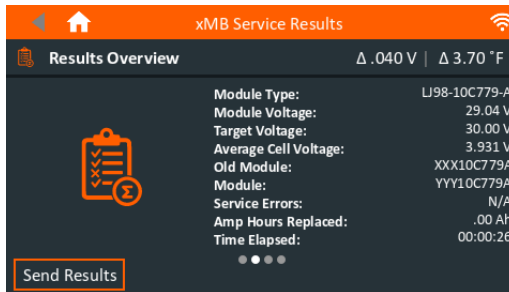 xMB Service Results
Results Overview Δ .040 V | Δ 3.70 °F
Module Type: LJ98-10C779-A
Module Voltage: 29.04 V
Target Voltage: 30.00 V
Average Cell Voltage: 3.931 V
Old Module: XXX10C779A
Module: YYY10C779A
Service Errors: N/A
Amp Hours Replaced: .00 Ah
Time Elapsed: 00:00:26
Send Results